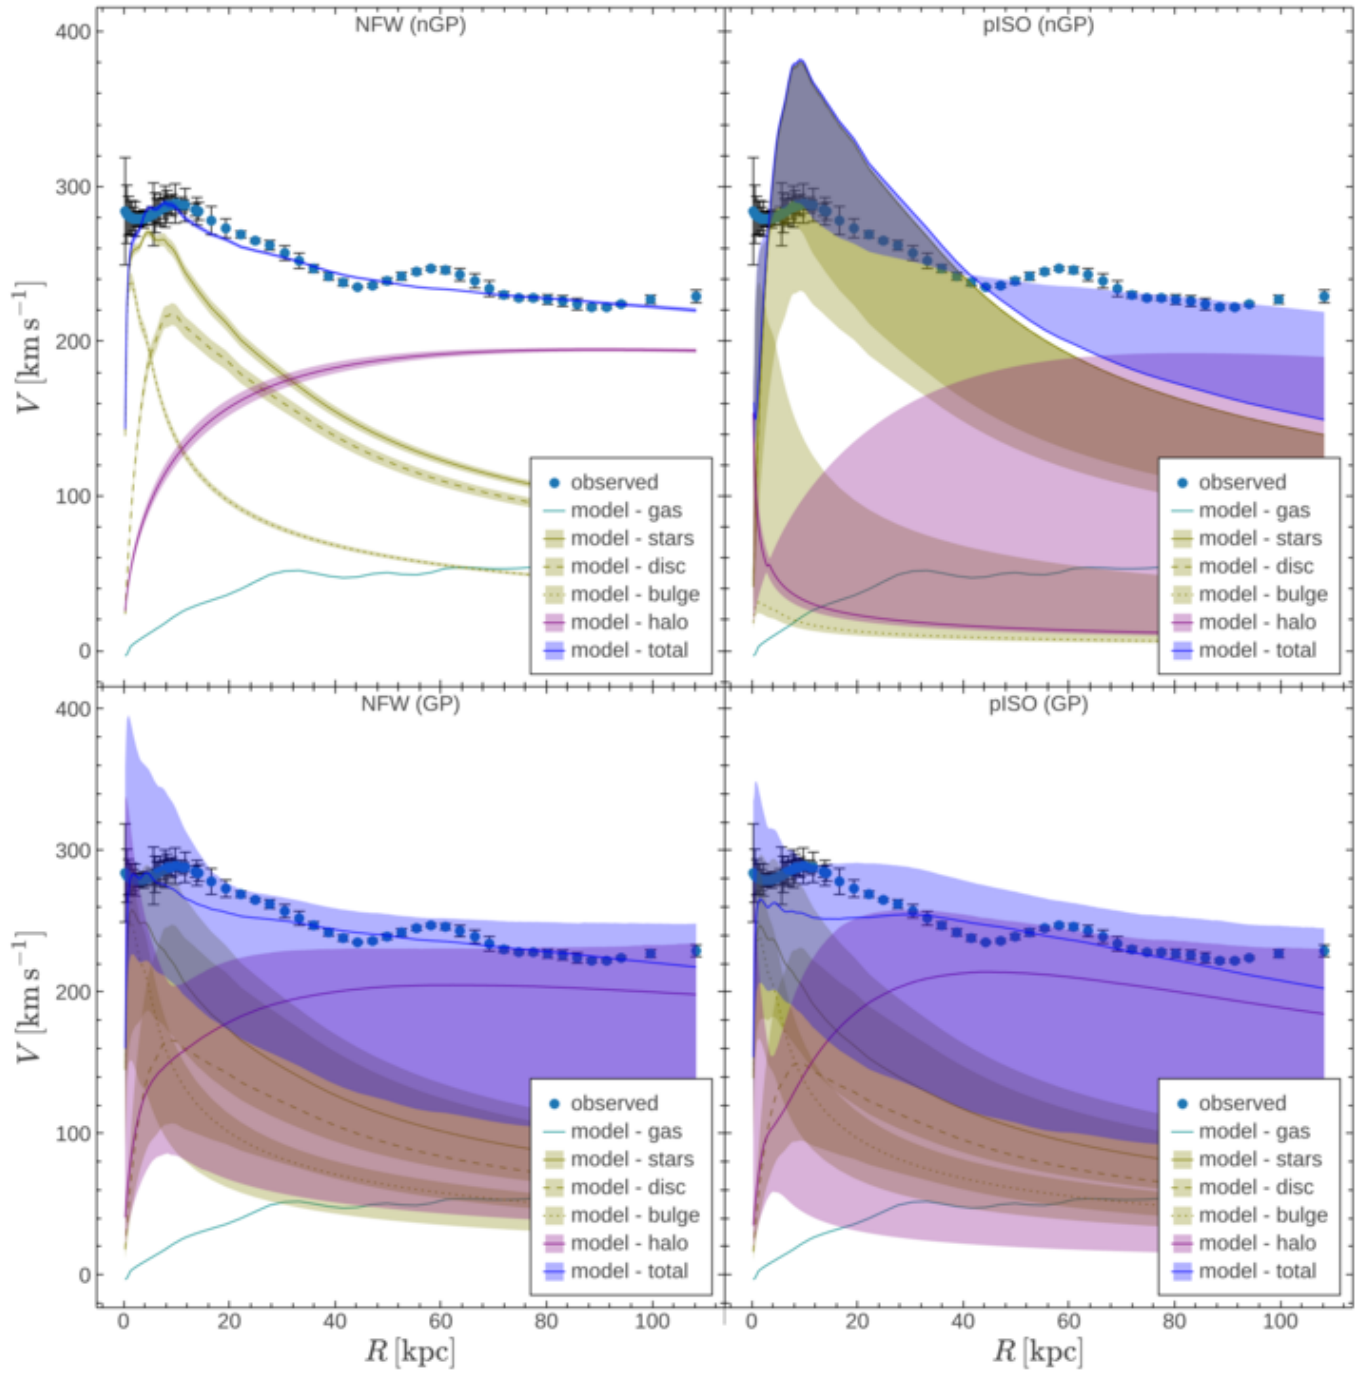 NFW (nGP)
pISO (nGP)
400
300
200
100
0
V [km s⁻¹]
observed
model - gas
model - stars
model - disc
model - bulge
model - halo
model - total
observed
model - gas
model - stars
model - disc
model - bulge
model - halo
model - total
NFW (GP)
pISO (GP)
400
300
200
100
0
V [km s⁻¹]
observed
model - gas
model - stars
model - disc
model - bulge
model - halo
model - total
observed
model - gas
model - stars
model - disc
model - bulge
model - halo
model - total
0 20 40 60 80 100
0 20 40 60 80 100
R [kpc]
R [kpc]